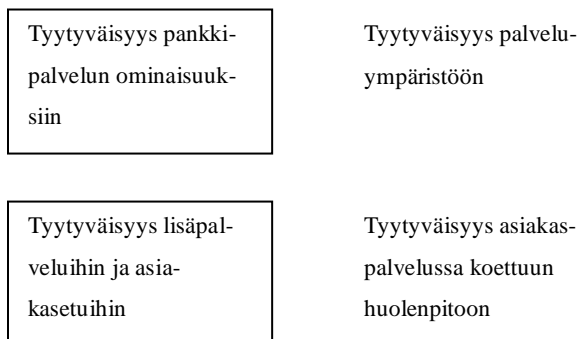 Tyytyväisyys pankki-
palvelun ominaisuuk-
siin
Tyytyväisyys palvelu-
ympäristöön
Tyytyväisyys lisäpal-
veluihin ja asia-
kasetuihin
Tyytyväisyys asiakas-
palvelussa koettuun
huolenpitoon